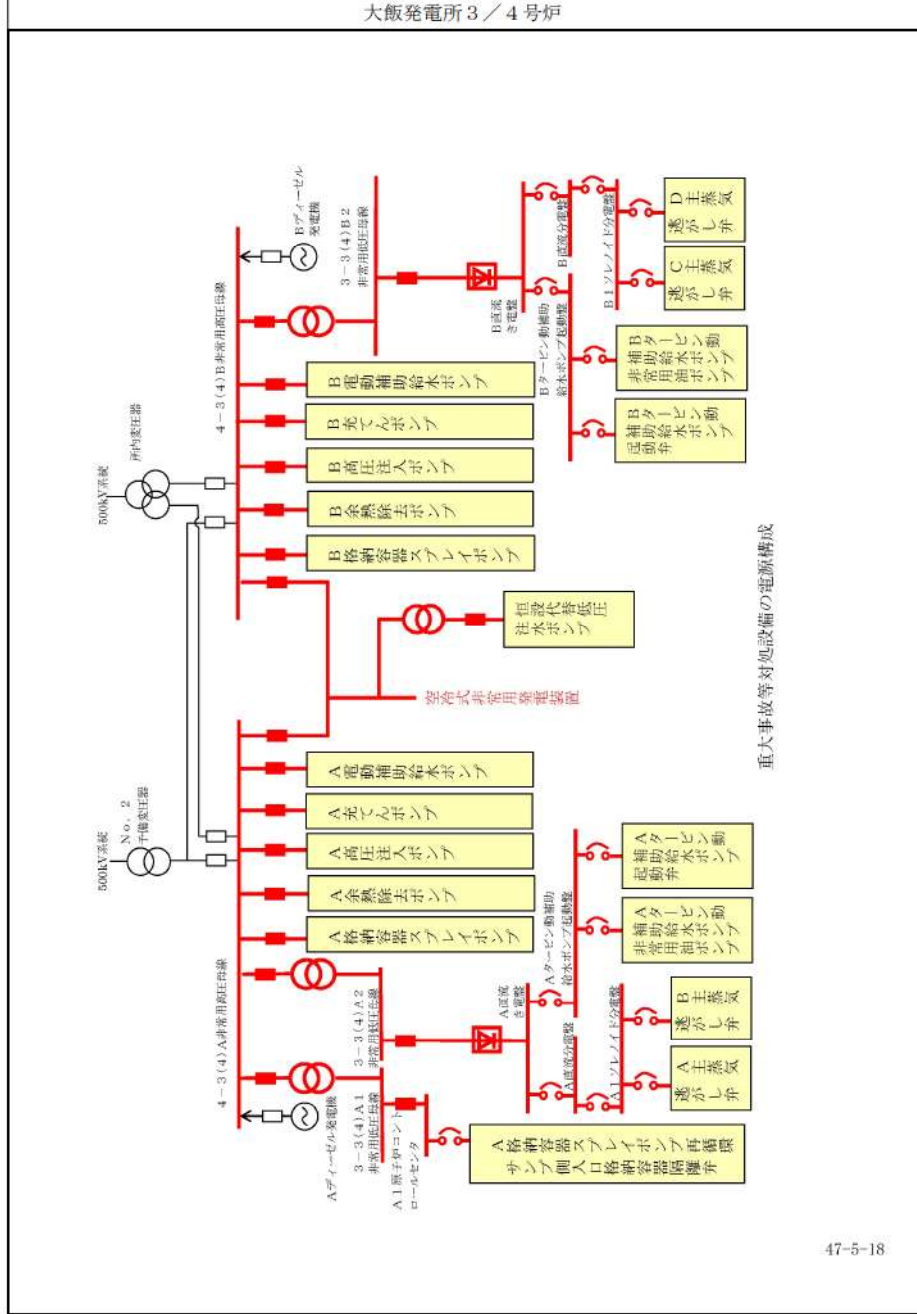 大飯発電所3/4号炉
500kV系統
No.2
予備変圧器
500kV系統
所内変圧器
4-3(4)A非常用高圧母線
4-3(4)B非常用高圧母線
Aディーゼル発電機
Bディーゼル
発電機
3-3(4)A1
非常用低圧母線
3-3(4)A2
非常用低圧母線
3-3(4)B2
非常用低圧母線
A1原子炉コント
ロールセンタ
A格納容器スプレイポンプ
A余熱除去ポンプ
A高圧注入ポンプ
A充てんポンプ
A電動補助給水ポンプ
B格納容器スプレイポンプ
B余熱除去ポンプ
B高圧注入ポンプ
B充てんポンプ
B電動補助給水ポンプ
空冷式非常用発電装置
恒設代替低圧
注水ポンプ
A直流
き電盤
Aタービン動補助
給水ポンプ起動盤
A直流分電盤
A1ソレノイド分電盤
B直流
き電盤
Bタービン動補助
給水ポンプ起動盤
B直流分電盤
B1ソレノイド分電盤
A格納容器スプレイポンプ再循環
サンプ側入口格納容器隔離弁
A主蒸気
逃がし弁
B主蒸気
逃がし弁
Aタービン動
補助給水ポンプ
非常用油ポンプ
Aタービン動
補助給水ポンプ
起動弁
Bタービン動
補助給水ポンプ
起動弁
Bタービン動
補助給水ポンプ
非常用油ポンプ
C主蒸気
逃がし弁
D主蒸気
逃がし弁
重大事故等対処設備の電源構成
47-5-18